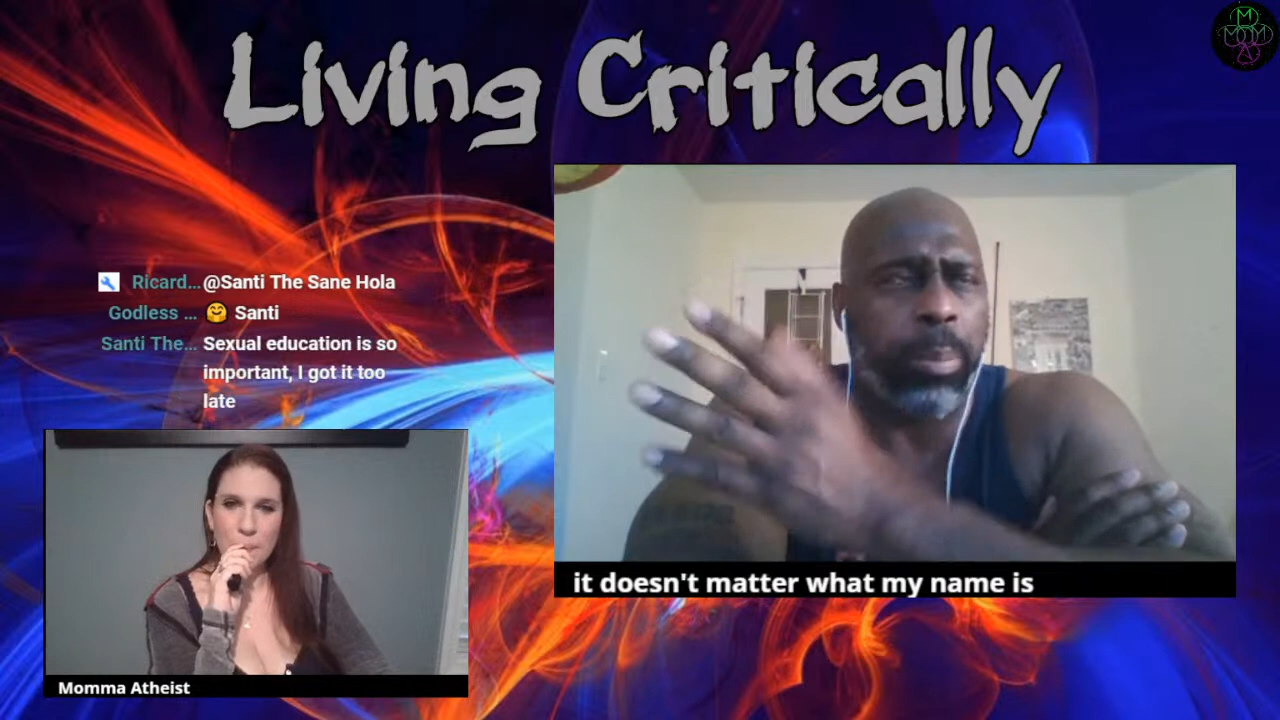 Living Critically
M
MOM
A
Ricard... @Santi The Sane Hola
Godless ... Santi
Santi The... Sexual education is so
important, I got it too
late
it doesn't matter what my name is
Momma Atheist